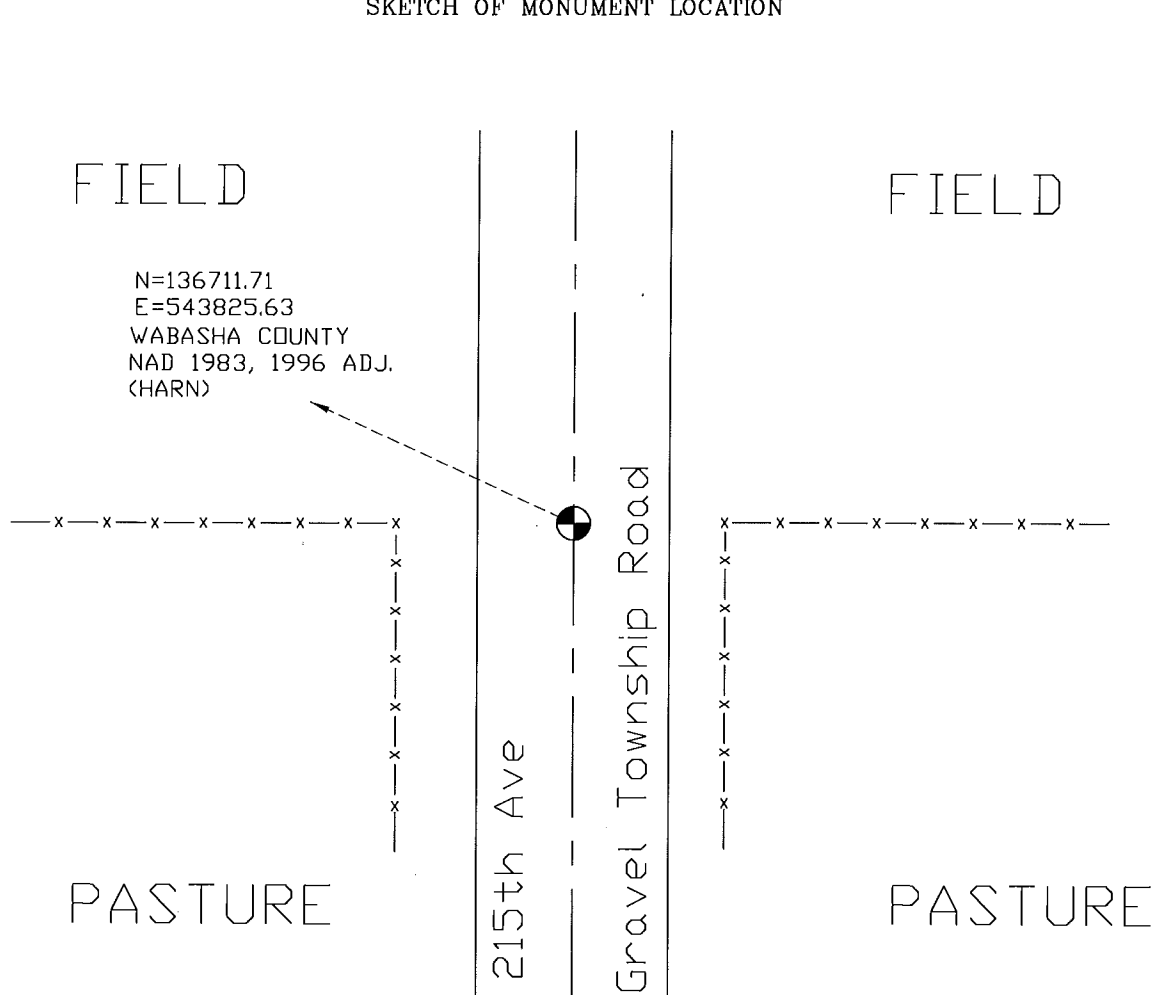 SKETCH OF MONUMENT LOCATION
FIELD
FIELD
N=136711.71
E=543825.63
WABASHA COUNTY
NAD 1983, 1996 ADJ.
(HARN)
215th Ave
Gravel Township Road
PASTURE
PASTURE